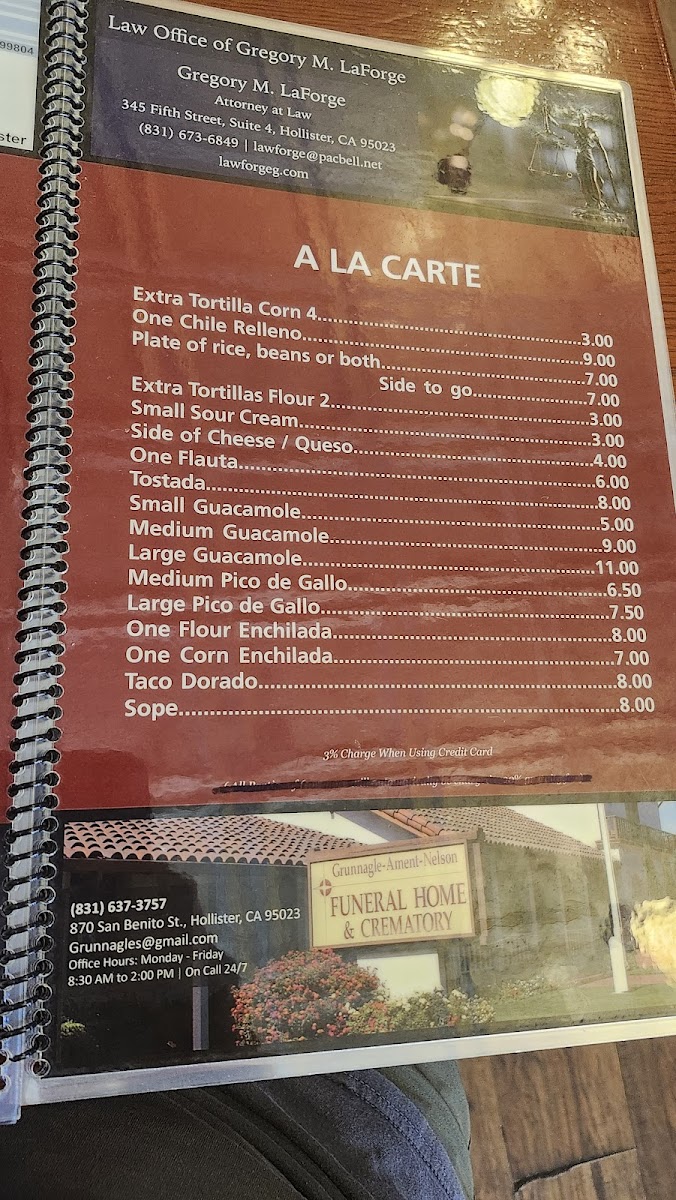 99804
ster
Law Office of Gregory M. LaForge
Gregory M. LaForge
Attorney at Law
345 Fifth Street, Suite 4, Hollister, CA 95023
(831) 673-6849 | lawforge@pacbell.net
lawforgeg.com
A LA CARTE
Extra Tortilla Corn 4........3.00
One Chile Relleno........9.00
Plate of rice, beans or both........7.00
Side to go........7.00
Extra Tortillas Flour 2........3.00
Small Sour Cream........3.00
Side of Cheese / Queso........4.00
One Flauta........6.00
Tostada........8.00
Small Guacamole........5.00
Medium Guacamole........9.00
Large Guacamole........11.00
Medium Pico de Gallo........6.50
Large Pico de Gallo........7.50
One Flour Enchilada........8.00
One Corn Enchilada........7.00
Taco Dorado........8.00
Sope........8.00
3% Charge When Using Credit Card
Grunnagle-Ament-Nelson
FUNERAL HOME
& CREMATORY
(831) 637-3757
870 San Benito St., Hollister, CA 95023
Grunnagles@gmail.com
Office Hours: Monday - Friday
8:30 AM to 2:00 PM | On Call 24/7